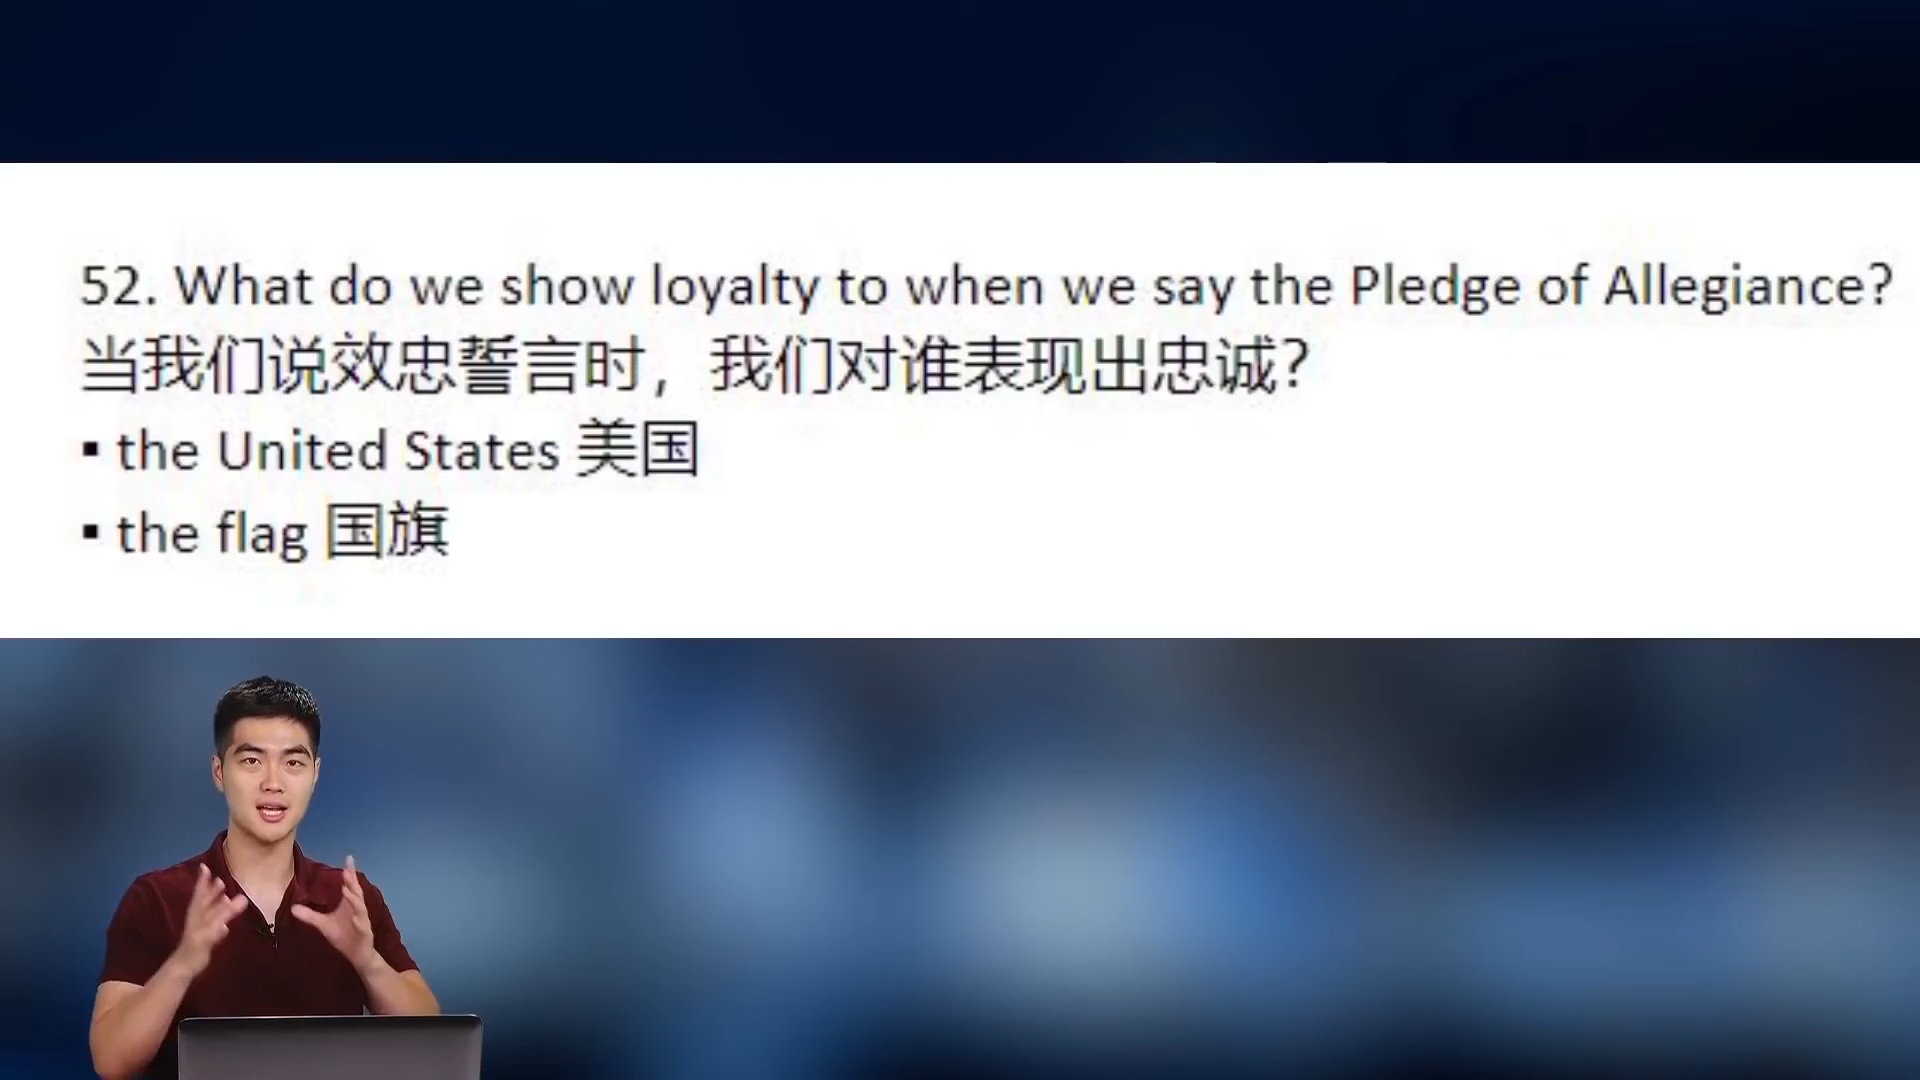 52. What do we show loyalty to when we say the Pledge of Allegiance?
当我们说效忠誓言时，我们对谁表现出忠诚？
▪ the United States 美国
▪ the flag 国旗